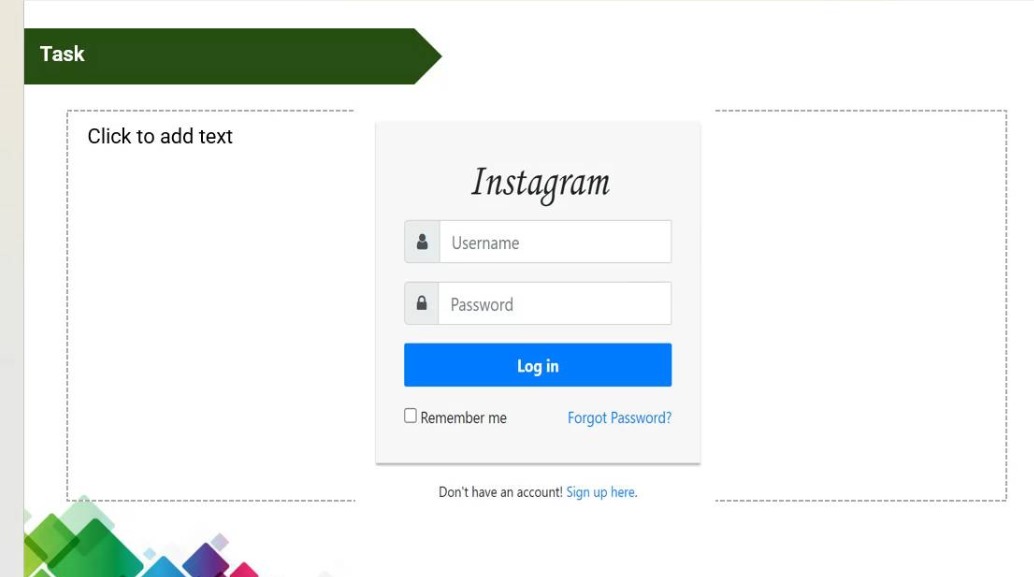 Task
Click to add text
Instagram
Username
Password
Log in
Remember me Forgot Password?
Don't have an account! Sign up here.